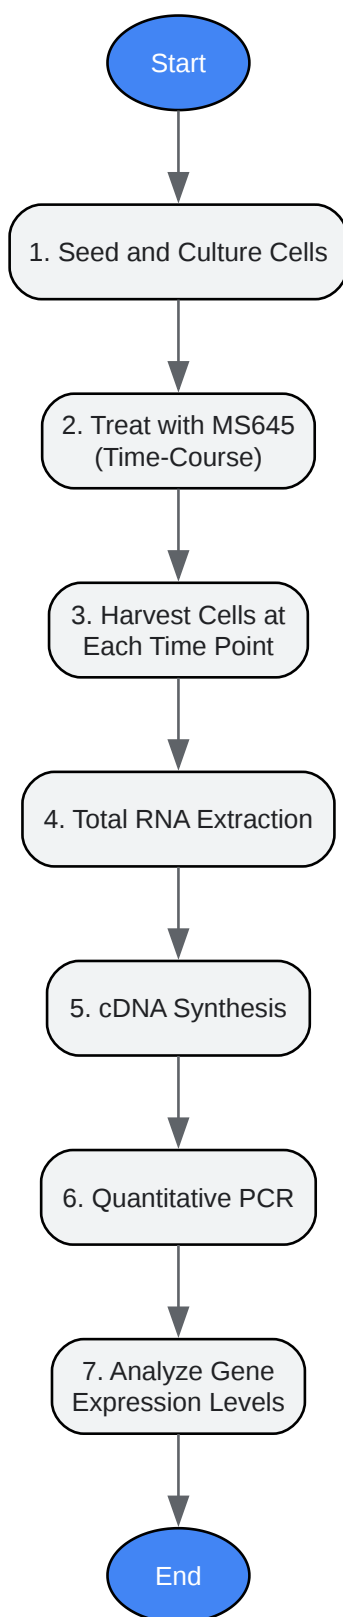 Start
1. Seed and Culture Cells
2. Treat with MS645
(Time-Course)
3. Harvest Cells at
Each Time Point
4. Total RNA Extraction
5. cDNA Synthesis
6. Quantitative PCR
7. Analyze Gene
Expression Levels
End